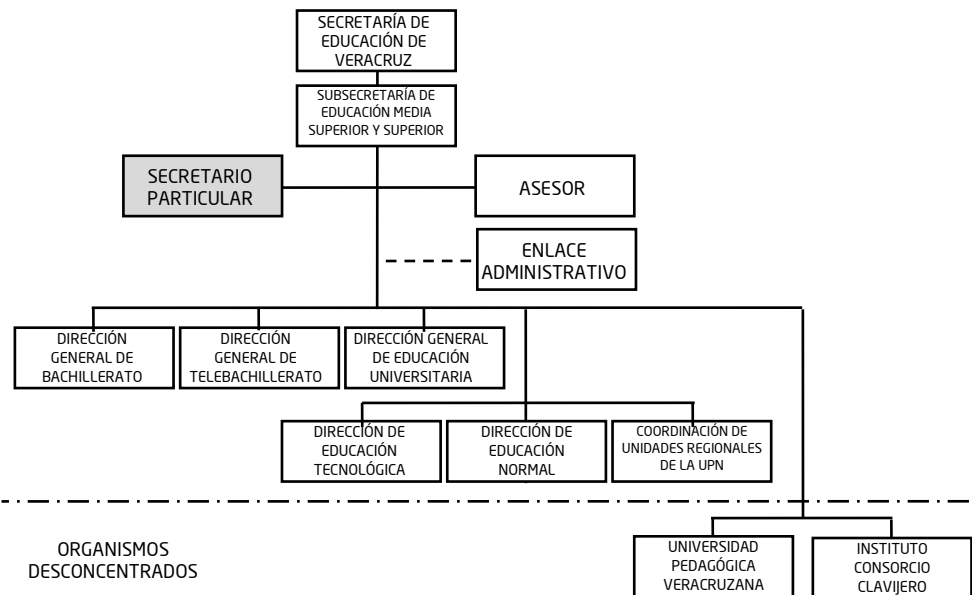 SECRETARÍA DE
EDUCACIÓN DE
VERACRUZ
SUBSECRETARÍA DE
EDUCACIÓN MEDIA
SUPERIOR Y SUPERIOR
SECRETARIO
PARTICULAR
ASESOR
ENLACE
ADMINISTRATIVO
DIRECCIÓN
GENERAL DE
BACHILLERATO
DIRECCIÓN
GENERAL DE
TELEBACHILLERATO
DIRECCIÓN GENERAL
DE EDUCACIÓN
UNIVERSITARIA
DIRECCIÓN DE
EDUCACIÓN
TECNOLÓGICA
DIRECCIÓN DE
EDUCACIÓN
NORMAL
COORDINACIÓN DE
UNIDADES REGIONALES
DE LA UPN
ORGANISMOS
DESCONCENTRADOS
UNIVERSIDAD
PEDAGÓGICA
VERACRUZANA
INSTITUTO
CONSORCIO
CLAVIJERO